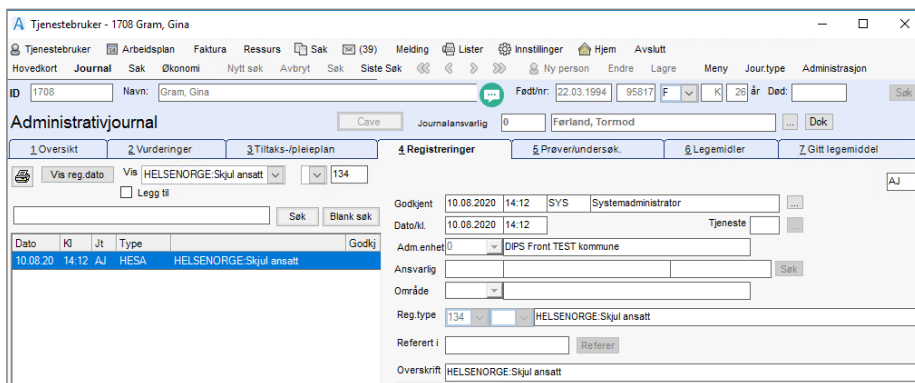 Tjenestebruker - 1708 Gram, Gina
Tjenestebruker Arbeidsplan Faktura Ressurs Sak (39) Melding Lister Innstillinger Hjem Avslutt
Hovedkort Journal Sak Økonomi Nytt søk Avbryt Søk Siste Søk Ny person Endre Lagre Meny Jour.type Administrasjon
ID 1708 Navn: Gram, Gina Født/nr: 22.03.1994 95817 F K 26 år Død: Søk
Administrativjournal Cave Journalansvarlig 0 Førland, Tormod ... Dok
1 Oversikt 2 Vurderinger 3 Tiltaks-/pleieplan 4 Registreringer 5 Prøver/undersøk. 6 Legemidler 7 Gitt legemiddel
Vis reg.dato Vis HELSENORGE:Skjul ansatt 134
AJ
Legg til
Søk Blank søk
Dato Kl Jt Type Godkj
10.08.20 14:12 AJ HESA HELSENORGE:Skjul ansatt
Godkjent 10.08.2020 14:12 SYS Systemadministrator ...
Dato/kl. 10.08.2020 14:12 Tjeneste ...
Adm.enhet 0 DIPS Front TEST kommune
Ansvarlig Søk
Område
Reg.type 134 HELSENORGE:Skjul ansatt
Referert i Referer
Overskrift HELSENORGE:Skjul ansatt